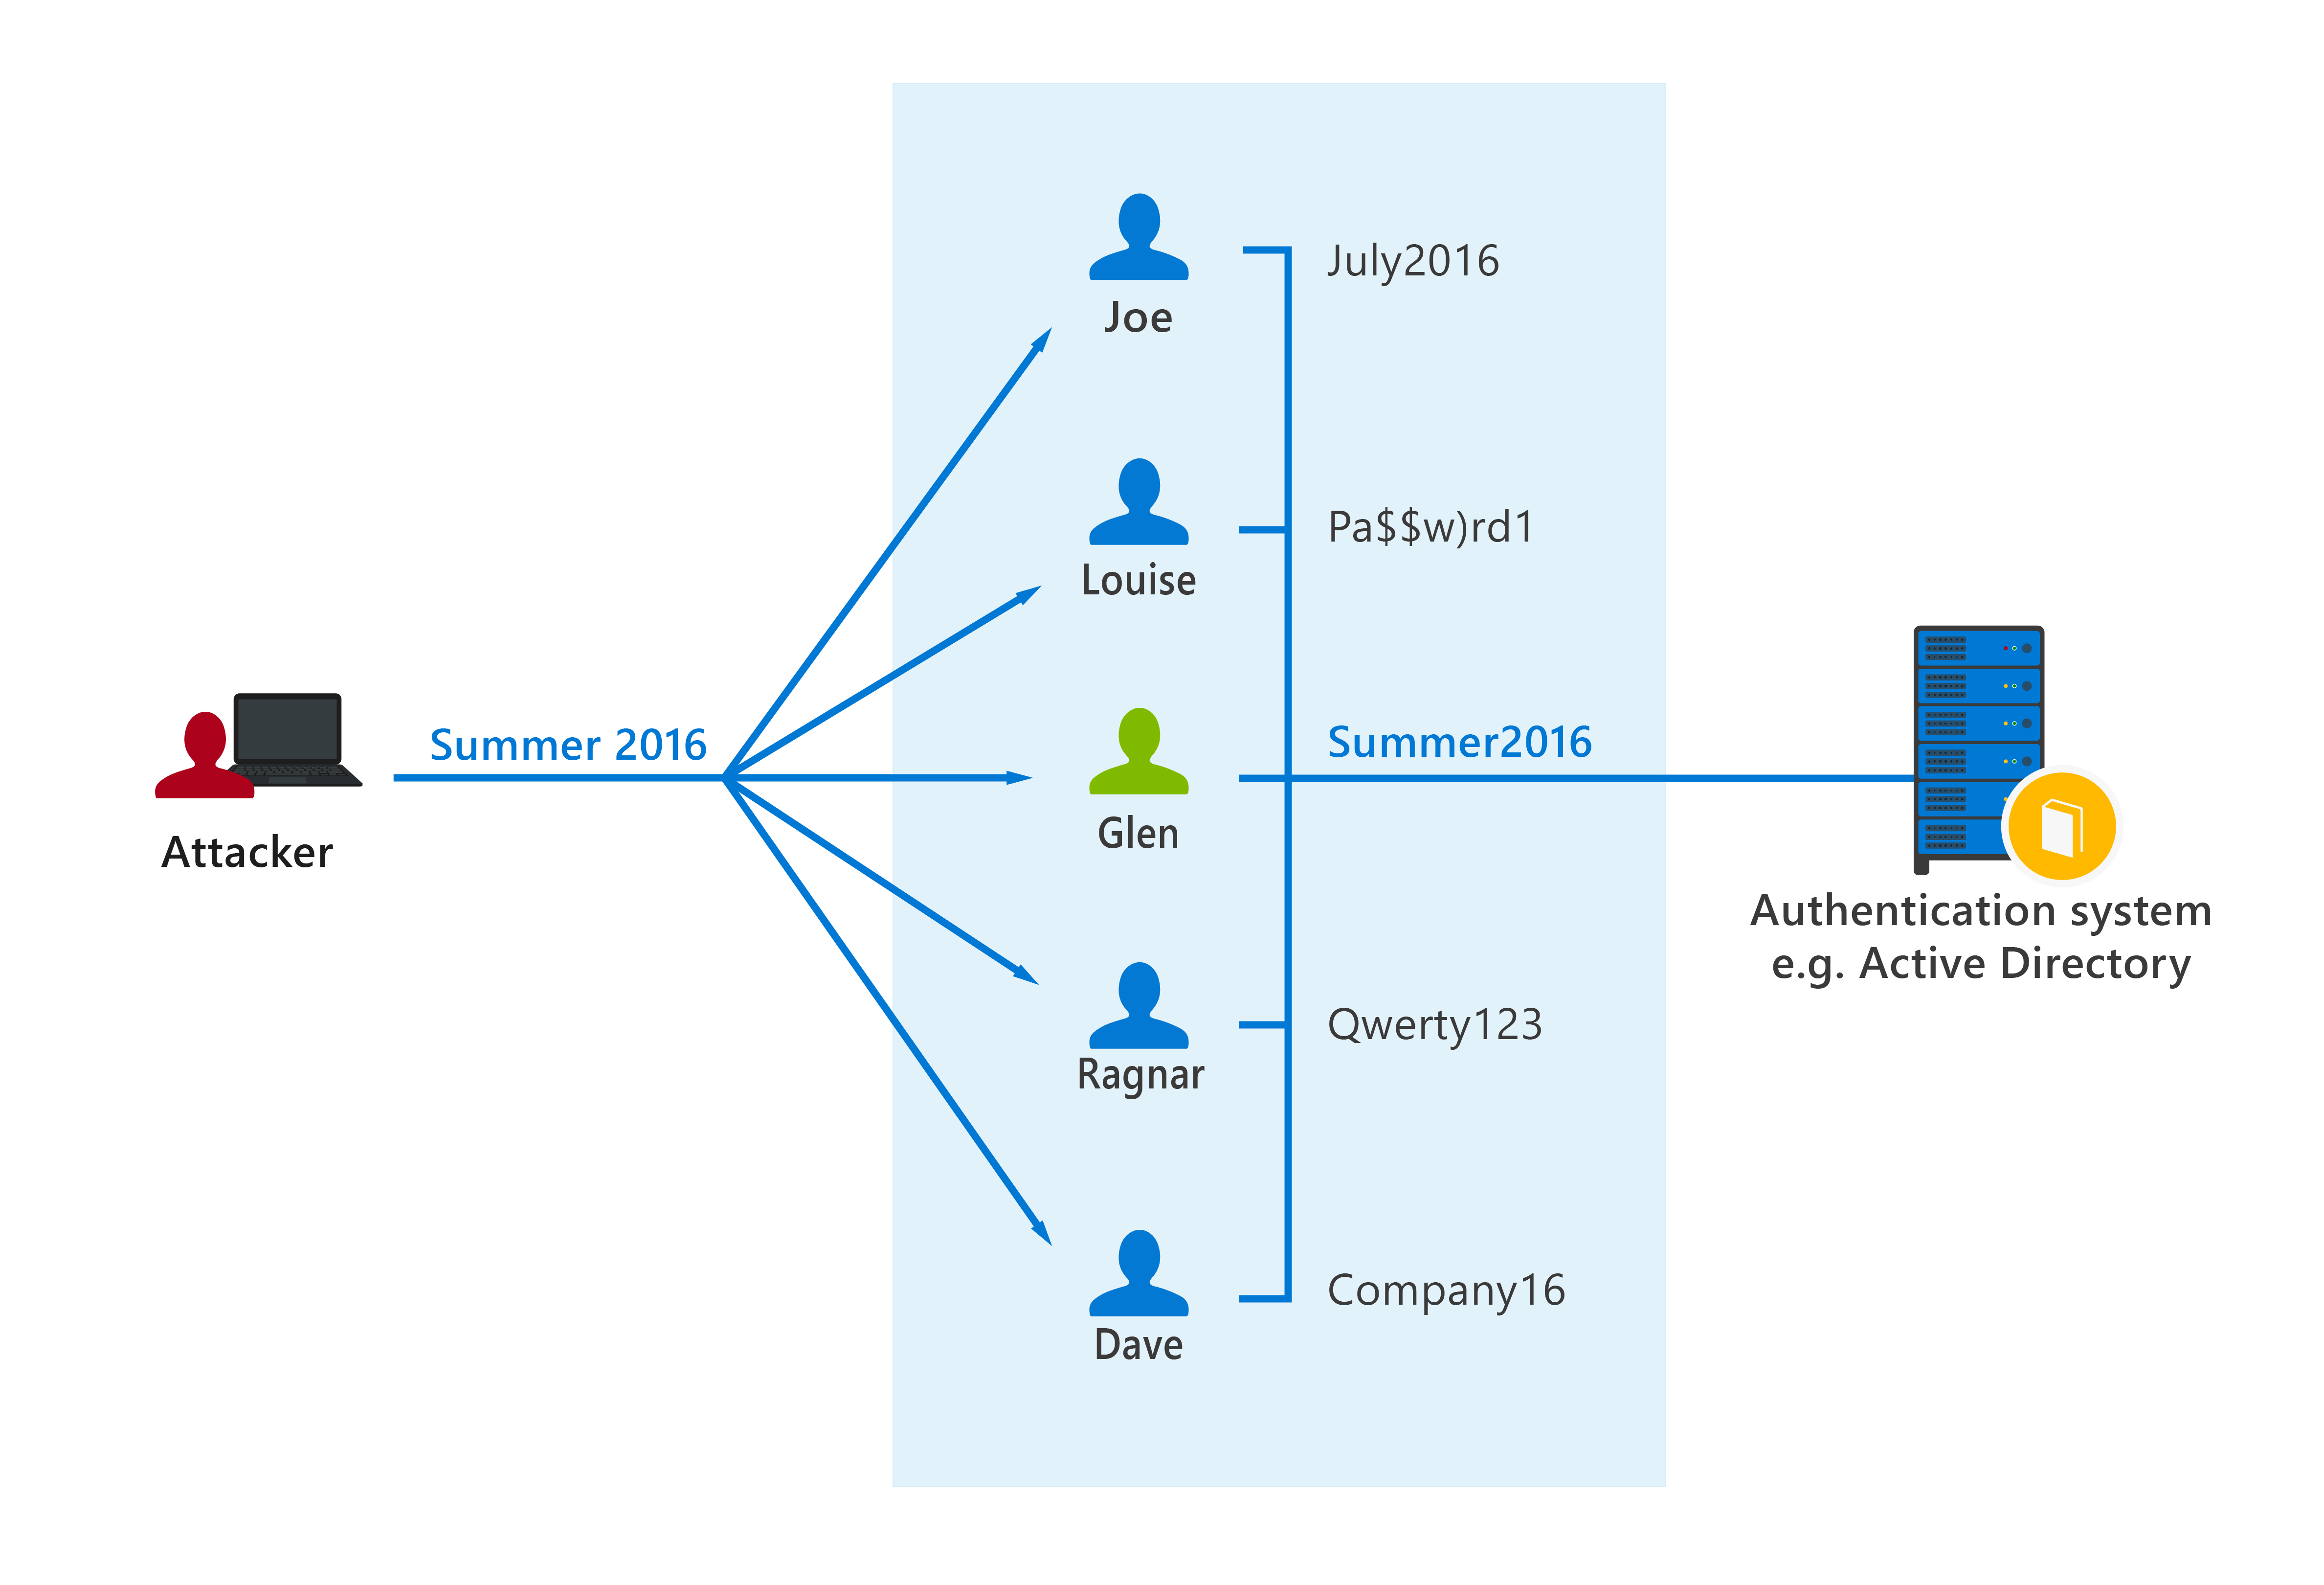 July2016
Joe
Pa$$w)rd1
Louise
Summer 2016
Summer2016
Glen
Attacker
Authentication system
e.g. Active Directory
Qwerty123
Ragnar
Company16
Dave